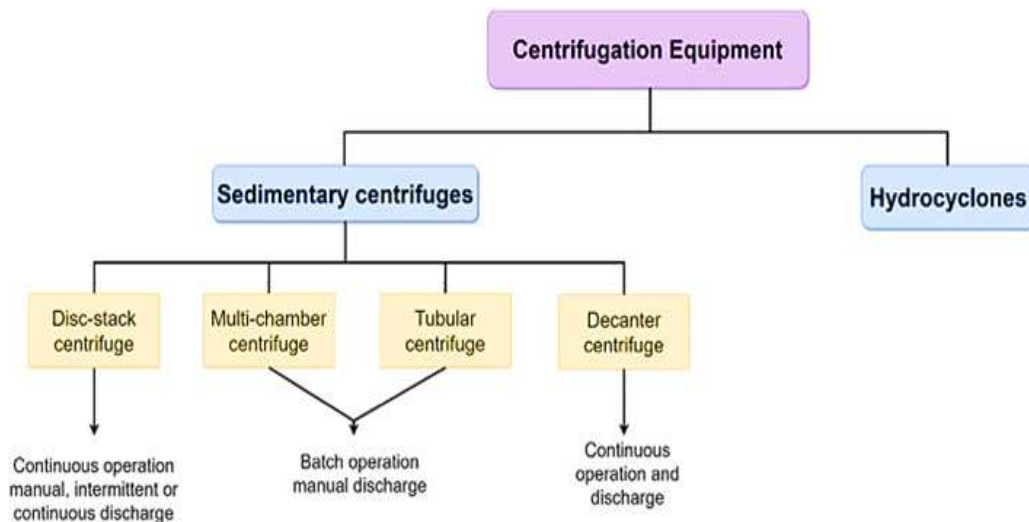 Centrifugation Equipment
Sedimentary centrifuges
Hydrocyclones
Disc-stack
centrifuge
Multi-chamber
centrifuge
Tubular
centrifuge
Decanter
centrifuge
Continuous operation
manual, intermittent or
continuous discharge
Batch operation
manual discharge
Continuous
operation and
discharge